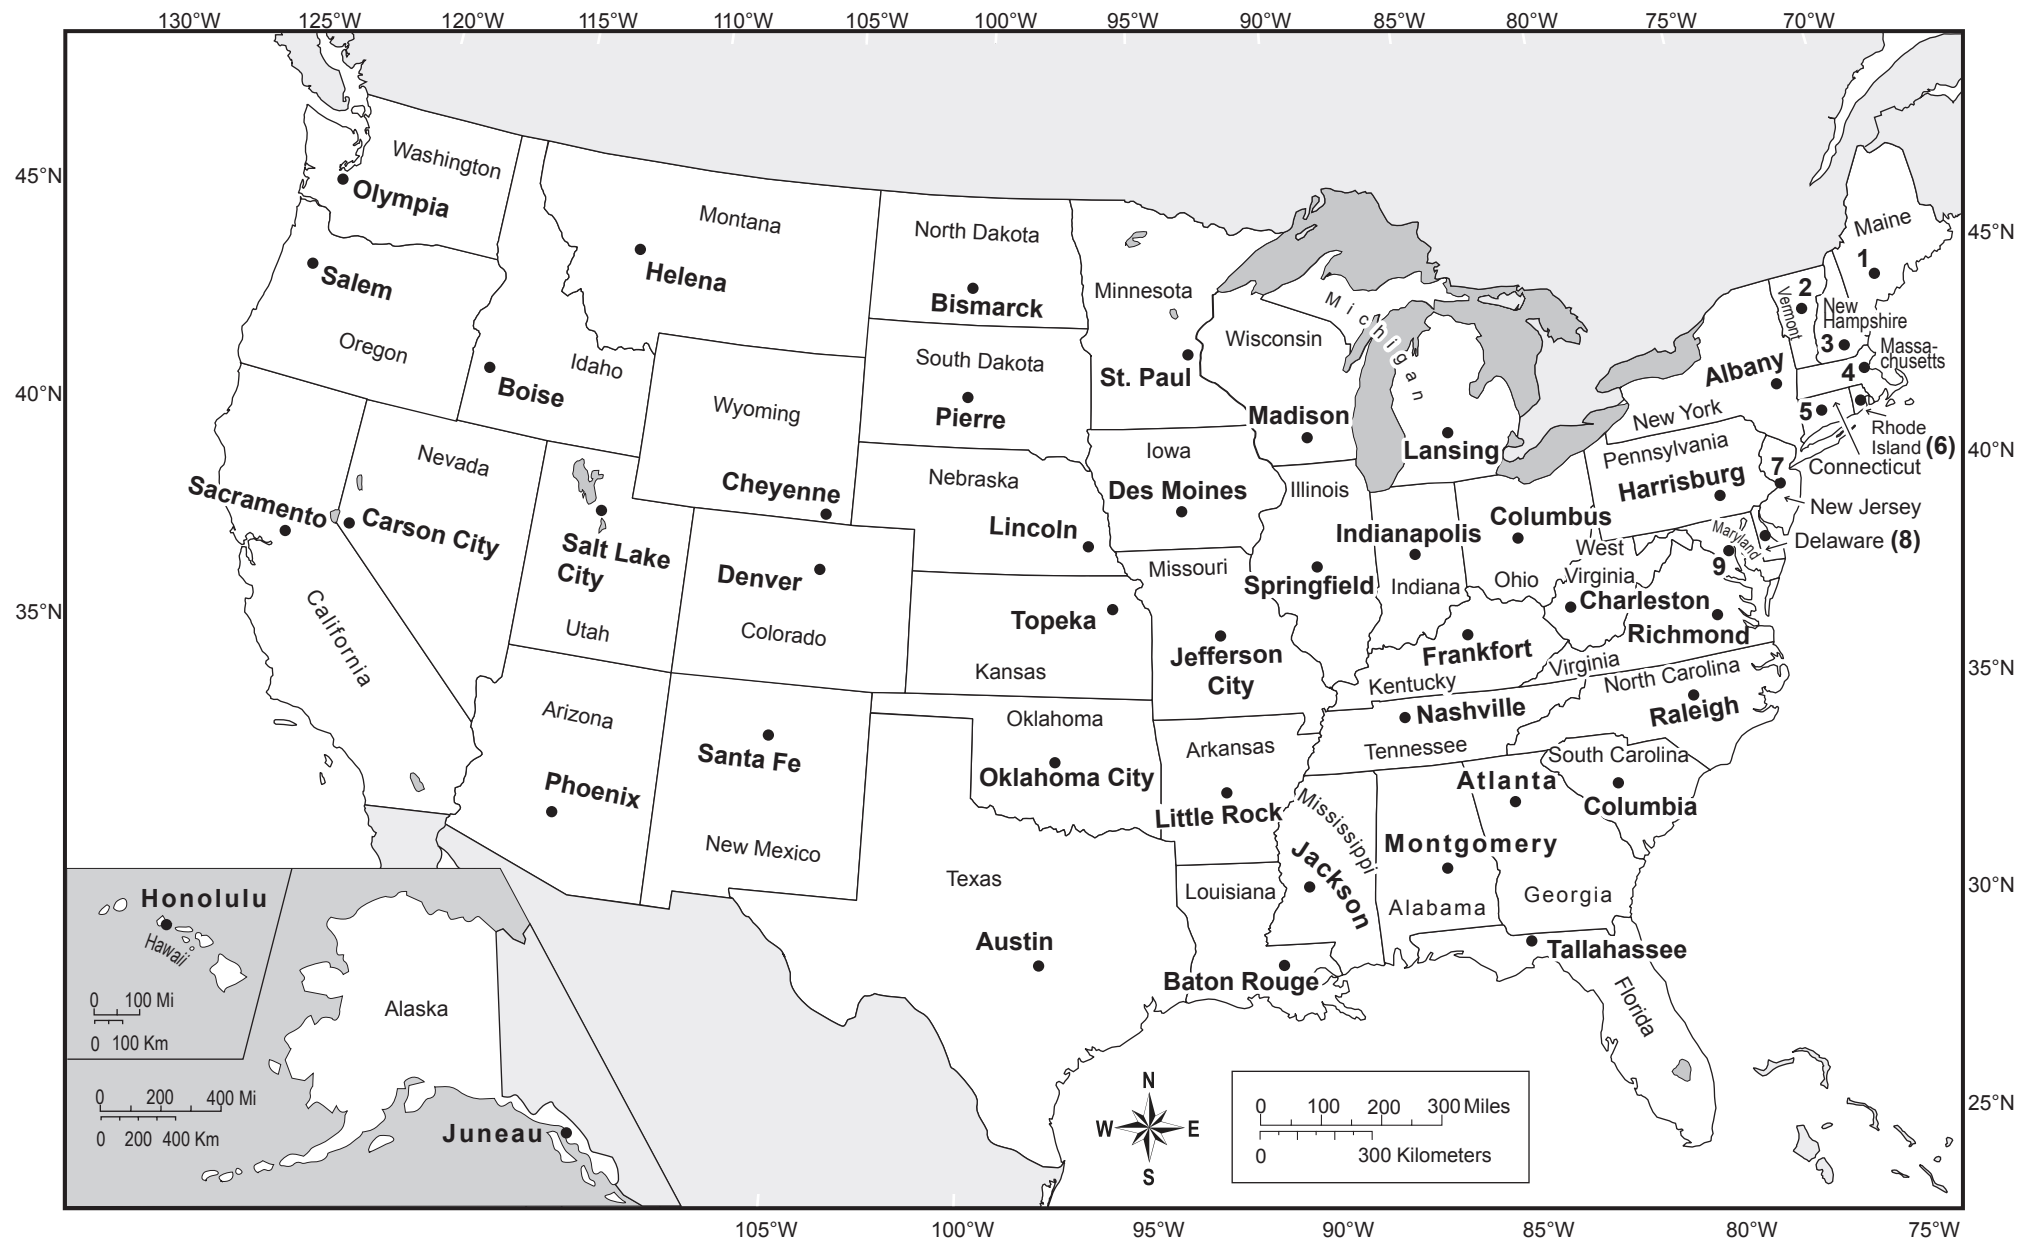 130°W 125°W 120°W 115°W 110°W 105°W 100°W 95°W 90°W 85°W 80°W 75°W 70°W
45°N
40°N
35°N
45°N
40°N
35°N
30°N
25°N
105°W 100°W 95°W 90°W 85°W 80°W 75°W
Washington
Olympia
Salem
Oregon
Montana
Helena
Boise
Idaho
North Dakota
Bismarck
South Dakota
Pierre
Minnesota
St. Paul
Wisconsin
Madison
Michigan
Lansing
Wyoming
Cheyenne
Nebraska
Lincoln
Iowa
Des Moines
Illinois
Springfield
Indianapolis
Indiana
Columbus
Ohio
Nevada
Sacramento
Carson City
California
Salt Lake
City
Utah
Denver
Colorado
Topeka
Kansas
Missouri
Jefferson
City
Frankfort
Kentucky
West
Virginia
Charleston
Richmond
Virginia
North Carolina
Raleigh
Nashville
Tennessee
South Carolina
Columbia
Arizona
Phoenix
Santa Fe
New Mexico
Oklahoma
Oklahoma City
Arkansas
Little Rock
Mississippi
Jackson
Montgomery
Alabama
Atlanta
Georgia
Texas
Austin
Louisiana
Baton Rouge
Tallahassee
Florida
Maine
1
2
Vermont
New
Hampshire
3
Massa-
chusetts
4
Albany
New York
5
Rhode
Island (6)
Connecticut
Pennsylvania
Harrisburg
7
New Jersey
Maryland
Delaware (8)
9
Honolulu
Hawaii
0 100 Mi
0 100 Km
Alaska
Juneau
0 200 400 Mi
0 200 400 Km
N
W E
S
0 100 200 300 Miles
0 300 Kilometers